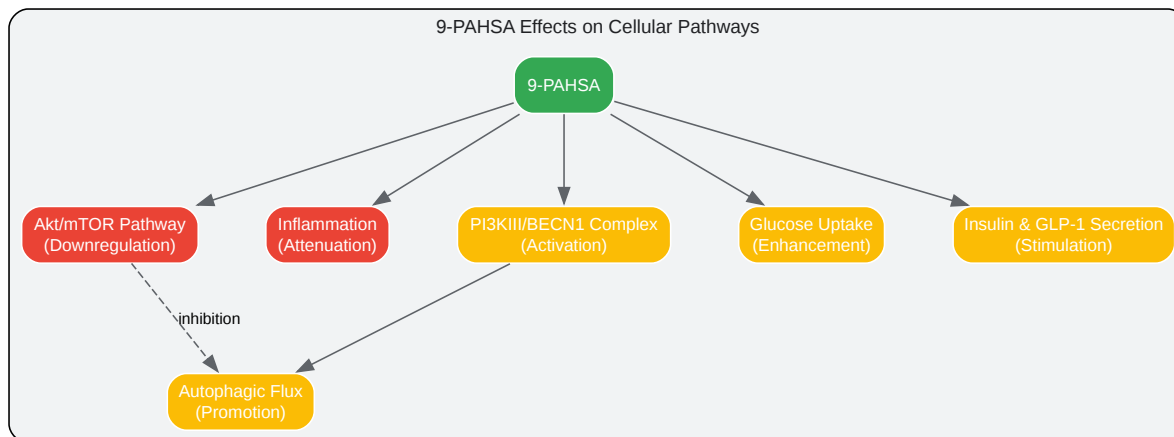 9-PAHSA Effects on Cellular Pathways
9-PAHSA
Akt/mTOR Pathway
(Downregulation)
Inflammation
(Attenuation)
PI3KIII/BECN1 Complex
(Activation)
Glucose Uptake
(Enhancement)
Insulin & GLP-1 Secretion
(Stimulation)
inhibition
Autophagic Flux
(Promotion)